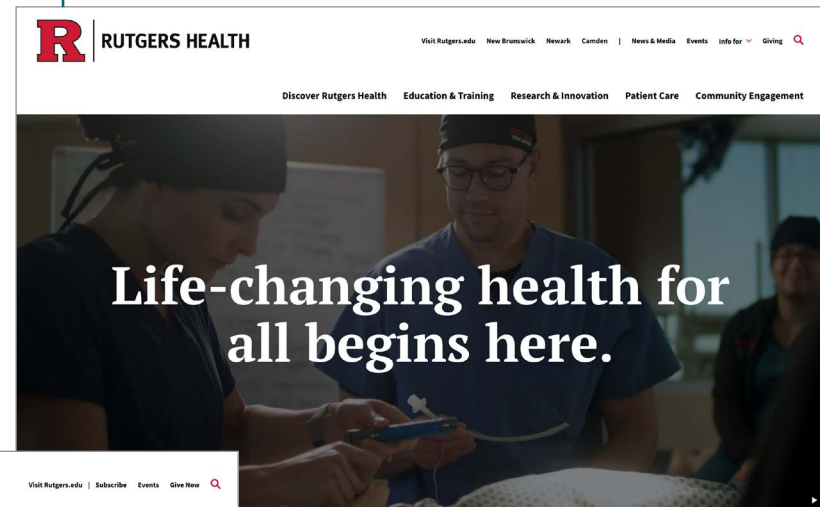 R RUTGERS HEALTH
Visit Rutgers.edu New Brunswick Newark Camden | News & Media Events Info for Giving
Discover Rutgers Health Education & Training Research & Innovation Patient Care Community Engagement
Life-changing health for
all begins here.
Visit Rutgers.edu | Subscribe Events Give Now